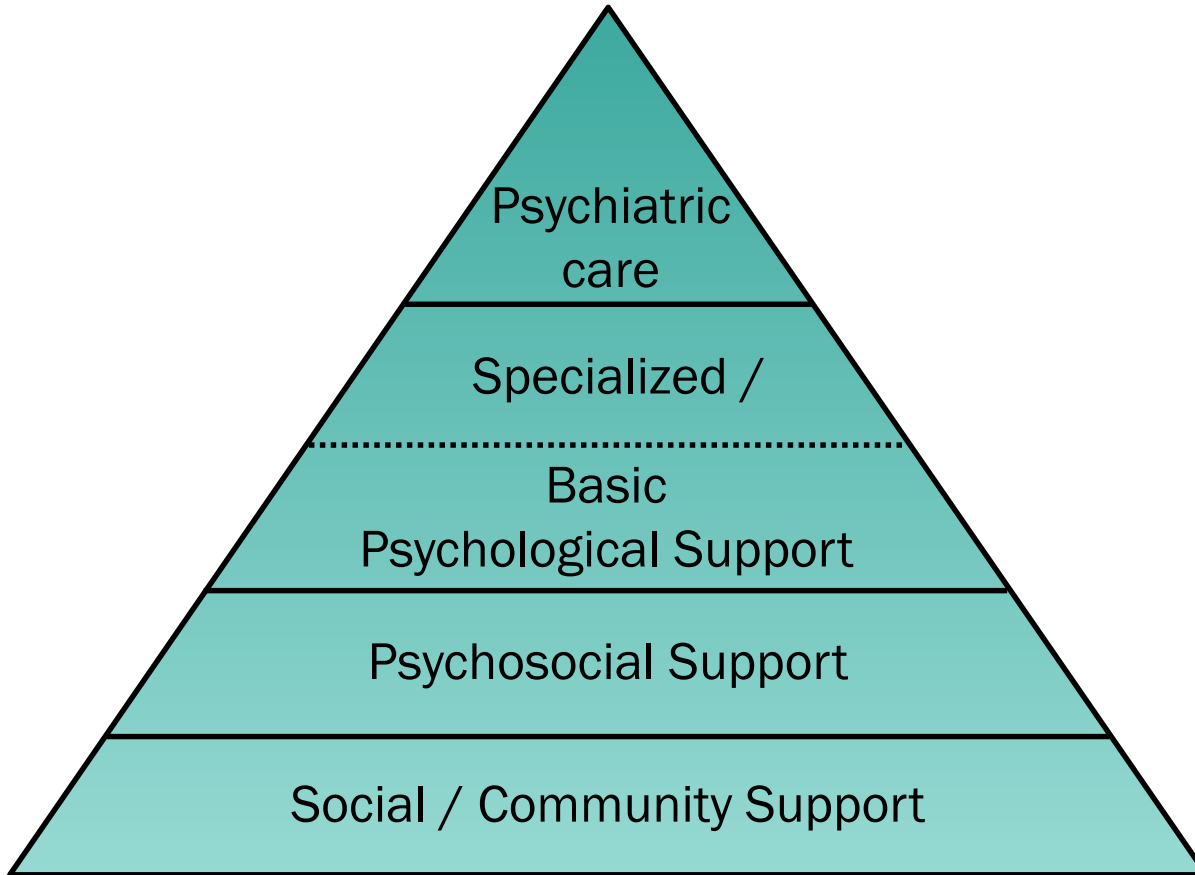 Psychiatric
care
Specialized /
Basic
Psychological Support
Psychosocial Support
Social / Community Support